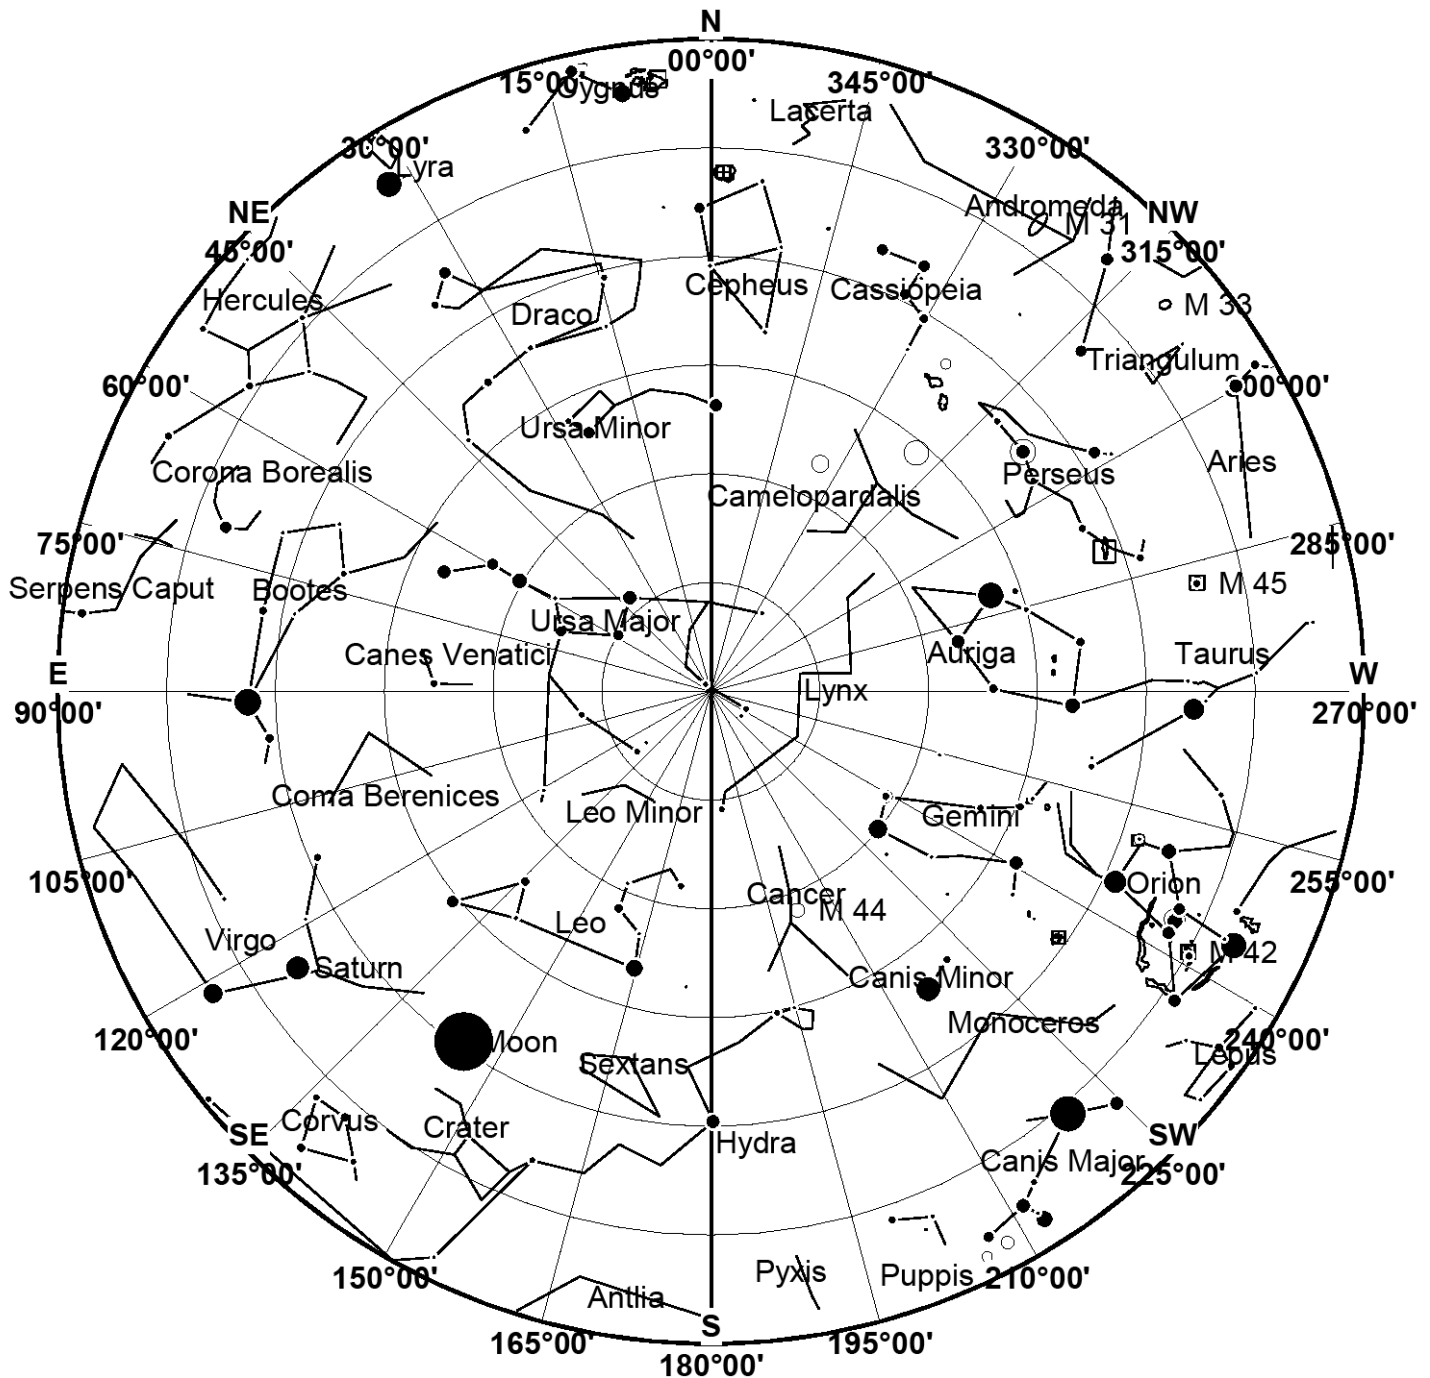 N
00°00'
15°00'
Cygnus
345°00'
Lacerta
30°00'
Lyra
330°00'
NE
45°00'
Andromeda
M 31
NW
315°00'
Hercules
Draco
Cepheus
Cassiopeia
M 33
60°00'
Triangulum
300°00'
Ursa Minor
Corona Borealis
Perseus
Aries
Camelopardalis
75°00'
285°00'
Serpens Caput
Bootes
M 45
Ursa Major
Canes Venatici
Auriga
Taurus
E
90°00'
Lynx
W
270°00'
Coma Berenices
Leo Minor
Gemini
105°00'
Cancer
M 44
Orion
255°00'
Leo
Virgo
Saturn
M 42
Canis Minor
120°00'
Moon
Monoceros
240°00'
Lepus
Sextans
Corvus
Crater
SE
135°00'
Hydra
SW
225°00'
Canis Major
150°00'
Pyxis
Puppis
210°00'
Antlia
S
165°00'
180°00'
195°00'